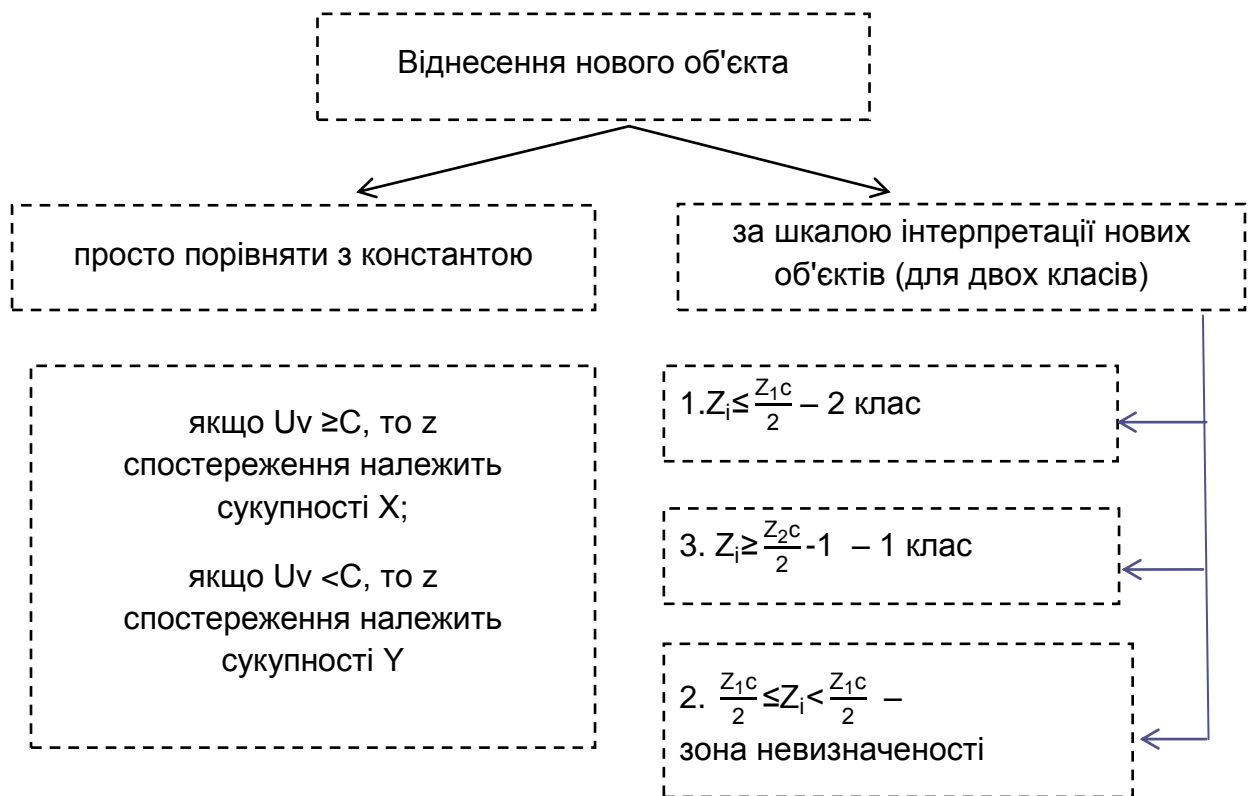 Віднесення нового об'єкта
просто порівняти з константою
за шкалою інтерпретації нових
об'єктів (для двох класів)
якщо Uv ≥C, то z
спостереження належить
сукупності X;
якщо Uv <C, то z
спостереження належить
сукупності Y
1.Zᵢ≤Z₁c/2 – 2 клас
3. Zᵢ≥Z₂c/2-1 – 1 клас
2. Z₁c/2≤Zᵢ<Z₁c/2 –
зона невизначеності